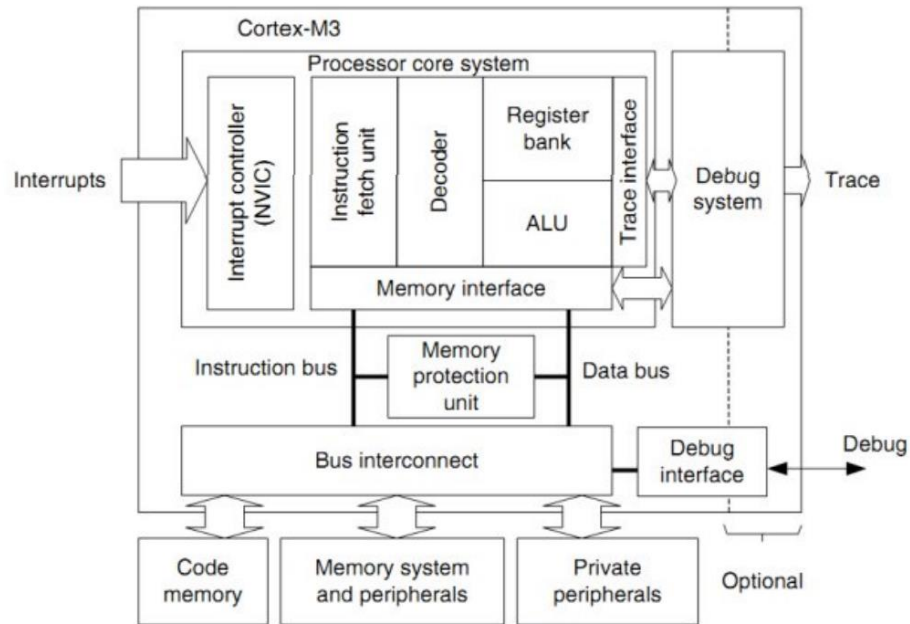 Cortex-M3
Processor core system
Interrupts
Interrupt controller
(NVIC)
Instruction
fetch unit
Decoder
Register
bank
ALU
Trace interface
Debug
system
Trace
Memory interface
Instruction bus
Memory
protection
unit
Data bus
Bus interconnect
Debug
interface
Debug
Code
memory
Memory system
and peripherals
Private
peripherals
Optional